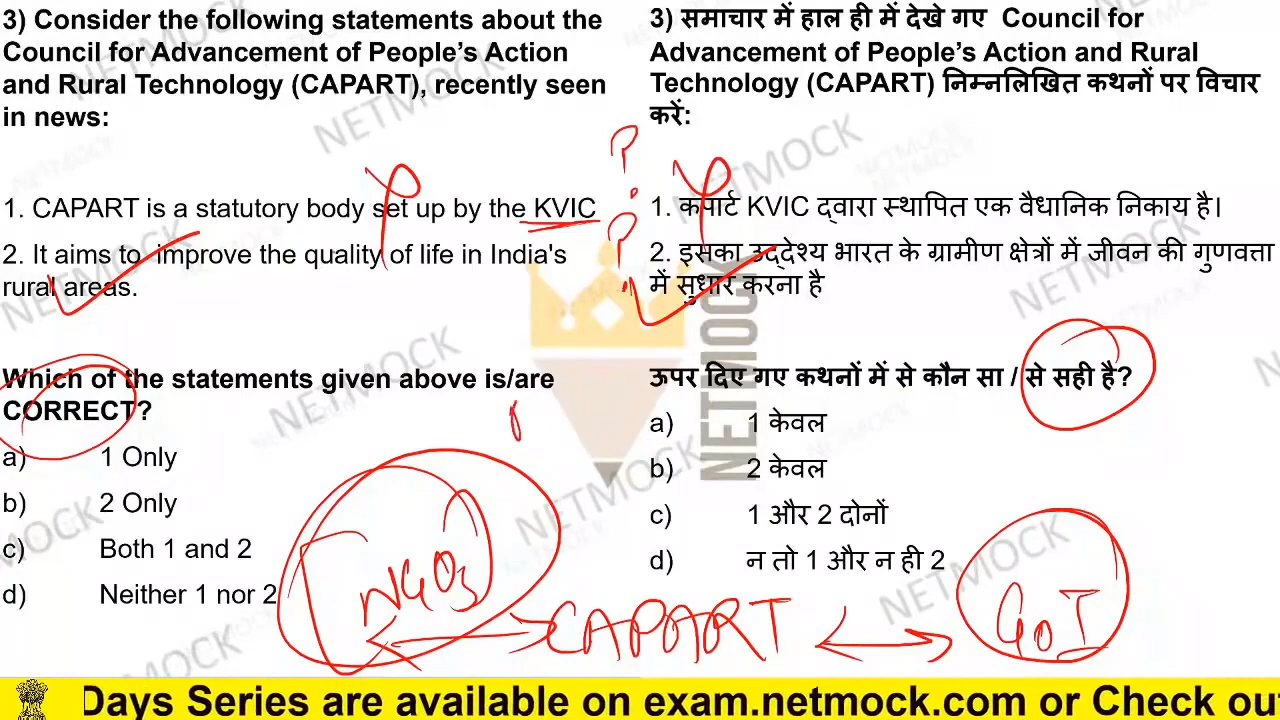 3) Consider the following statements about the
Council for Advancement of People's Action
and Rural Technology (CAPART), recently seen
in news:
1. CAPART is a statutory body set up by the KVIC
2. It aims to improve the quality of life in India's
rural areas.
Which of the statements given above is/are
CORRECT?
a) 1 Only
b) 2 Only
c) Both 1 and 2
d) Neither 1 nor 2
3) समाचार में हाल ही में देखे गए Council for
Advancement of People's Action and Rural
Technology (CAPART) निम्नलिखित कथनों पर विचार
करें:
1. कपार्ट KVIC द्वारा स्थापित एक वैधानिक निकाय है।
2. इसका उद्देश्य भारत के ग्रामीण क्षेत्रों में जीवन की गुणवत्ता
में सुधार करना है
ऊपर दिए गए कथनों में से कौन सा / से सही है?
a) 1 केवल
b) 2 केवल
c) 1 और 2 दोनों
d) न तो 1 और न ही 2
NGOs CAPART GOI
NETMOCK
Days Series are available on exam.netmock.com or Check ou